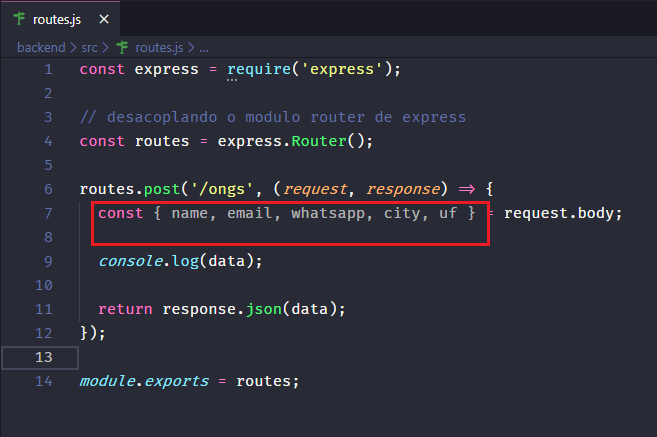 routes.js ×
backend > src > routes.js > ...
1 const express = require('express');
2
3 // desacoplando o modulo router de express
4 const routes = express.Router();
5
6 routes.post('/ongs', (request, response) => {
7 const { name, email, whatsapp, city, uf } = request.body;
8
9 console.log(data);
10
11 return response.json(data);
12 });
13
14 module.exports = routes;